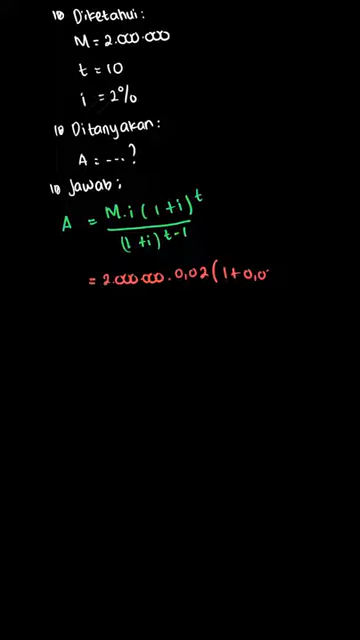 Diketahui:
M = 2.000.000
t = 10
i = 2%
Ditanyakan:
A = ---- ?
Jawab;
A = M.i (1+i)^t
(1+i)^t-1
= 2.000.000 . 0,02 (1+0,0